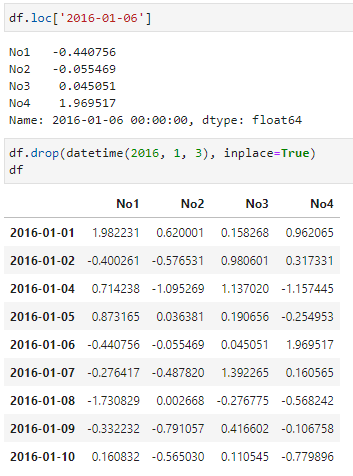 df.loc['2016-01-06']
No1   -0.440756
No2   -0.055469
No3    0.045051
No4    1.969517
Name: 2016-01-06 00:00:00, dtype: float64
df.drop(datetime(2016, 1, 3), inplace=True)
df
No1 No2 No3 No4
2016-01-01 1.982231 0.620001 0.158268 0.962065
2016-01-02 -0.400261 -0.576531 0.980601 0.317331
2016-01-04 0.714238 -1.095269 1.137020 -1.157445
2016-01-05 0.873165 0.036381 0.190656 -0.254953
2016-01-06 -0.440756 -0.055469 0.045051 1.969517
2016-01-07 -0.276417 -0.487820 1.392265 0.160565
2016-01-08 -1.730829 0.002668 -0.276775 -0.568242
2016-01-09 -0.332232 -0.791057 0.416602 -0.106758
2016-01-10 0.160832 -0.565030 0.110545 -0.779896